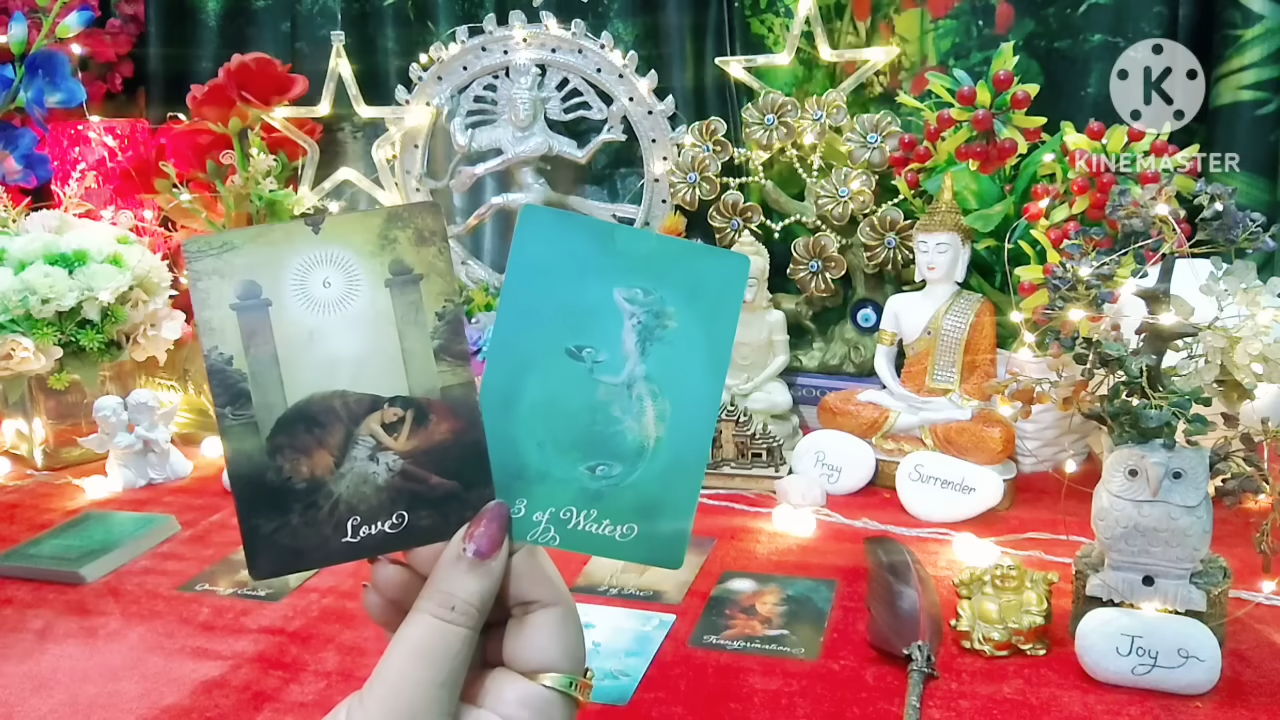 K
KINEMASTER
6
Love
3 of Water
Pray
Surrender
Transformation
Joy